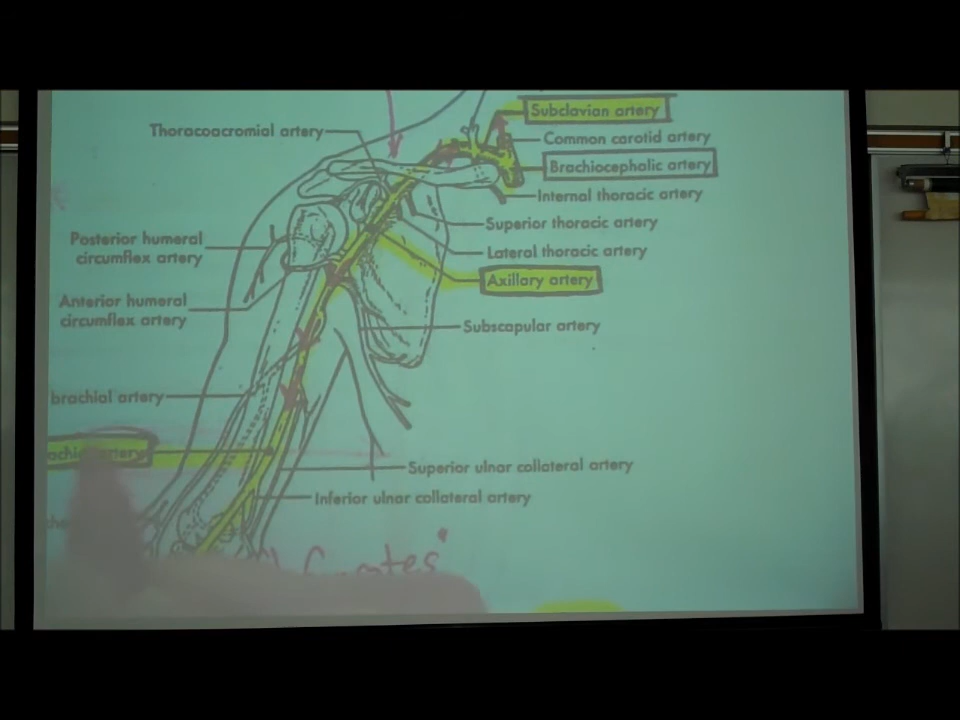 Subclavian artery
Thoracoacromial artery
Common carotid artery
Brachiocephalic artery
Internal thoracic artery
Superior thoracic artery
Posterior humeral
circumflex artery
Lateral thoracic artery
Axillary artery
Anterior humeral
circumflex artery
Subscapular artery
brachial artery
artery
Superior ulnar collateral artery
Inferior ulnar collateral artery